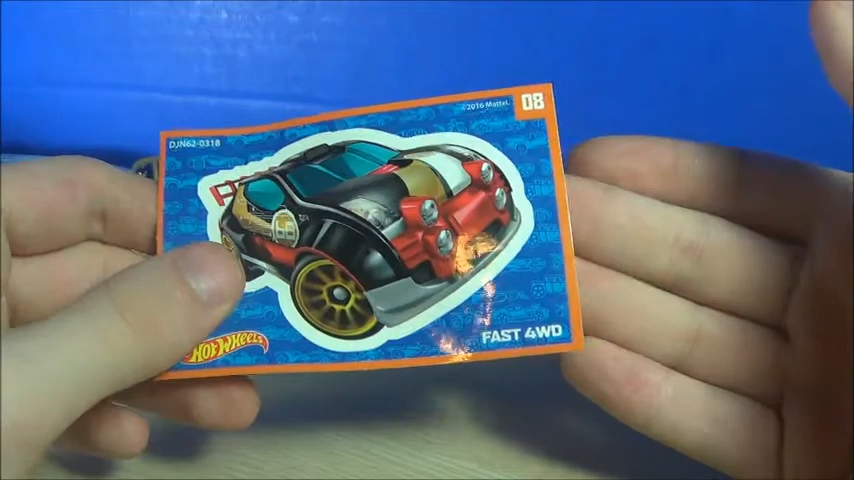 DJN62-0318
©2016 Mattel.
08
HOT WHEELS
FAST 4WD